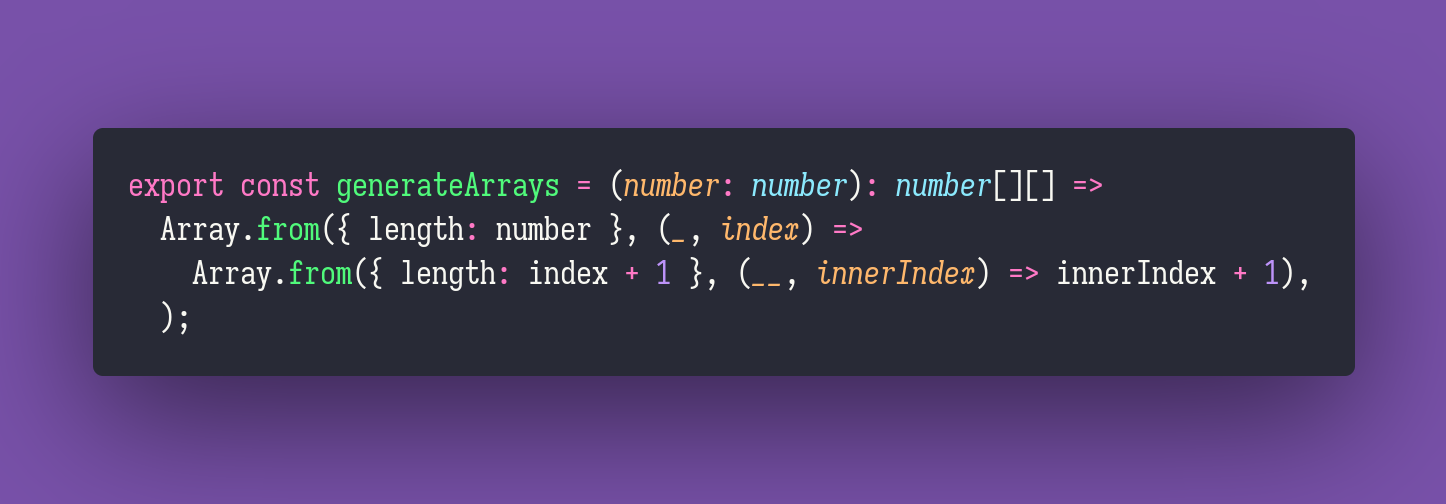 export const generateArrays = (number: number): number[][] =>
  Array.from({ length: number }, (_, index) =>
    Array.from({ length: index + 1 }, (__, innerIndex) => innerIndex + 1),
  );